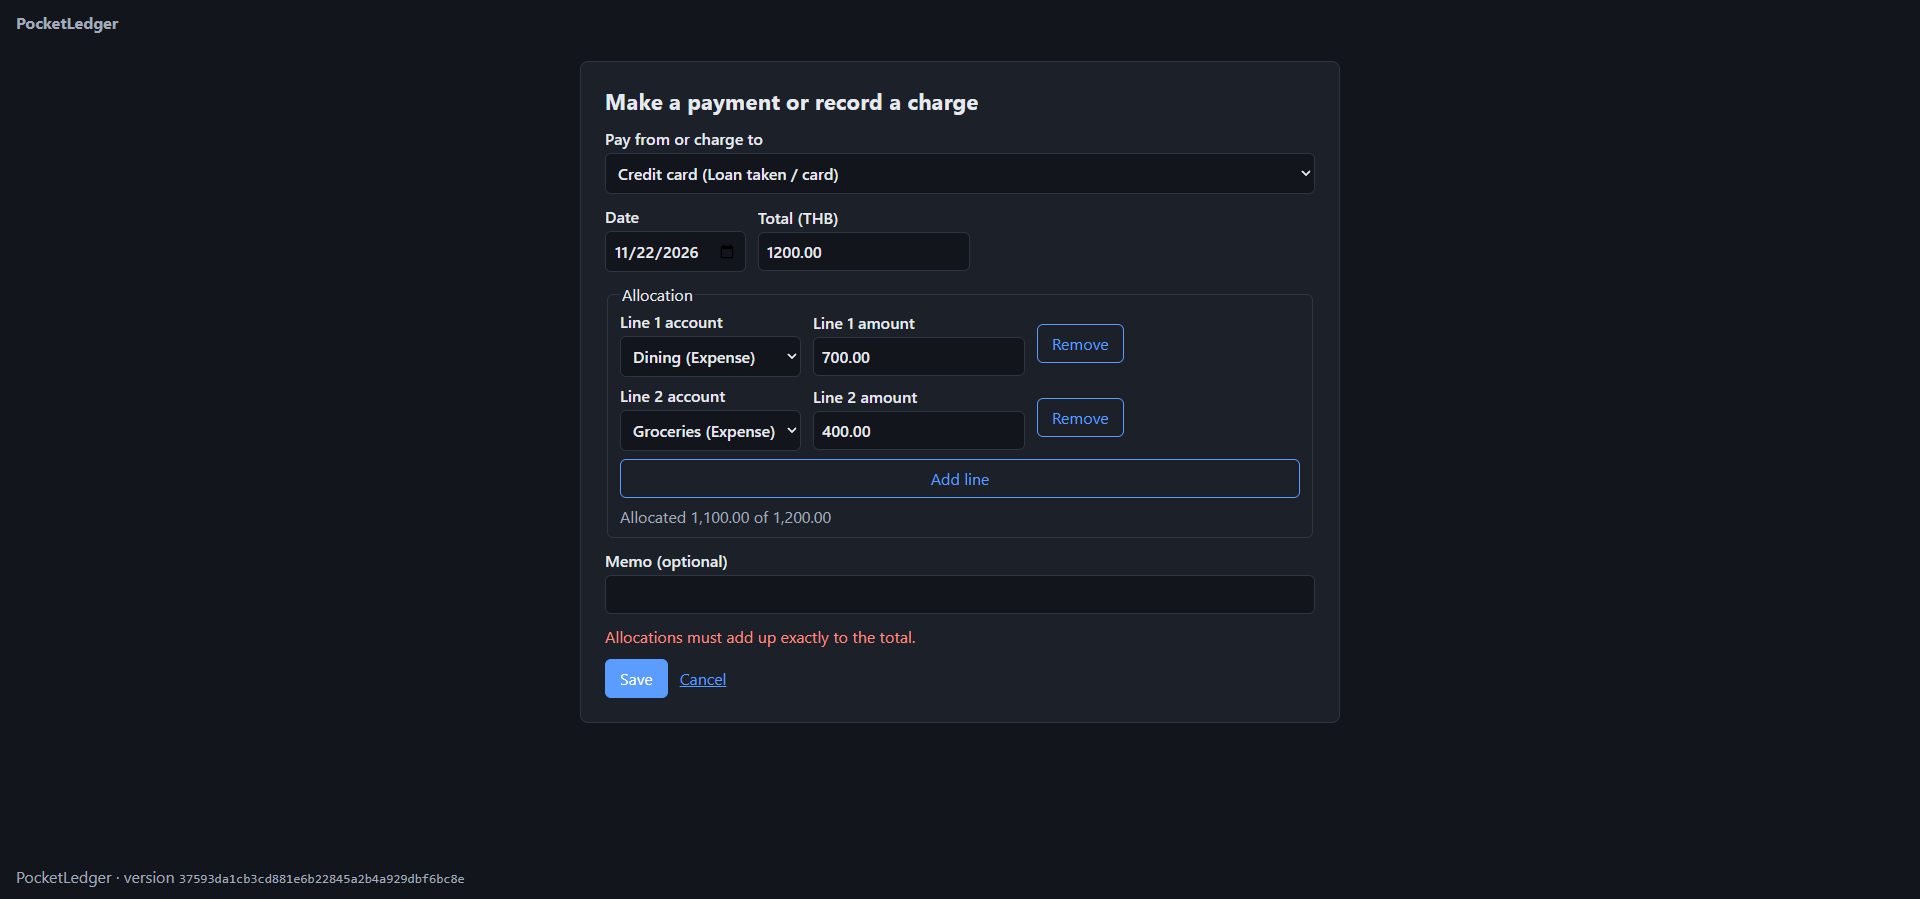 PocketLedger
Make a payment or record a charge
Pay from or charge to
Credit card (Loan taken / card)
Date
Total (THB)
11/22/2026
1200.00
Allocation
Line 1 account
Line 1 amount
Dining (Expense)
700.00
Remove
Line 2 account
Line 2 amount
Groceries (Expense)
400.00
Remove
Add line
Allocated 1,100.00 of 1,200.00
Memo (optional)
Allocations must add up exactly to the total.
Save
Cancel
PocketLedger · version 37593da1cb3cd881e6b22845a2b4a929dbf6bc8e